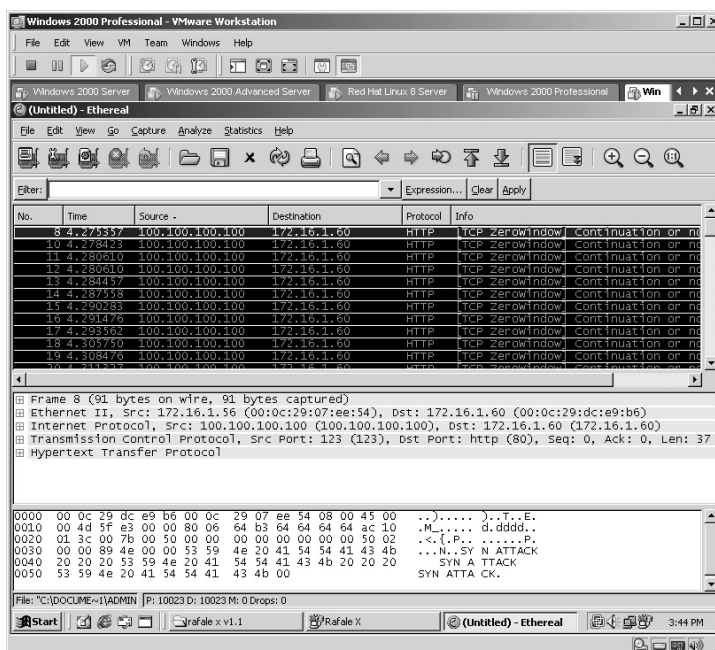 Windows 2000 Professional - VMware Workstation
File Edit View VM Team Windows Help
Windows 2000 Server Windows 2000 Advanced Server Red Hat Linux 8 Server Windows 2000 Professional Win
(Untitled) - Ethereal
File Edit View Go Capture Analyze Statistics Help
Filter: Expression... Clear Apply
No. Time Source Destination Protocol Info
8 4.275357 100.100.100.100 172.16.1.60 HTTP [TCP ZeroWindow] Continuation or no
10 4.278423 100.100.100.100 172.16.1.60 HTTP [TCP ZeroWindow] Continuation or no
11 4.280610 100.100.100.100 172.16.1.60 HTTP [TCP ZeroWindow] Continuation or no
12 4.280610 100.100.100.100 172.16.1.60 HTTP [TCP ZeroWindow] Continuation or no
13 4.284457 100.100.100.100 172.16.1.60 HTTP [TCP ZeroWindow] Continuation or no
14 4.287558 100.100.100.100 172.16.1.60 HTTP [TCP ZeroWindow] Continuation or no
15 4.290283 100.100.100.100 172.16.1.60 HTTP [TCP ZeroWindow] Continuation or no
16 4.291476 100.100.100.100 172.16.1.60 HTTP [TCP ZeroWindow] Continuation or no
17 4.293562 100.100.100.100 172.16.1.60 HTTP [TCP ZeroWindow] Continuation or no
18 4.305750 100.100.100.100 172.16.1.60 HTTP [TCP ZeroWindow] Continuation or no
19 4.308476 100.100.100.100 172.16.1.60 HTTP [TCP ZeroWindow] Continuation or no
Frame 8 (91 bytes on wire, 91 bytes captured)
Ethernet II, Src: 172.16.1.56 (00:0c:29:07:ee:54), Dst: 172.16.1.60 (00:0c:29:dc:e9:b6)
Internet Protocol, Src: 100.100.100.100 (100.100.100.100), Dst: 172.16.1.60 (172.16.1.60)
Transmission Control Protocol, Src Port: 123 (123), Dst Port: http (80), Seq: 0, Ack: 0, Len: 37
Hypertext Transfer Protocol
0000 00 0c 29 dc e9 b6 00 0c 29 07 ee 54 08 00 45 00 ..)..... )..T..E.
0010 00 4d 5f e3 00 00 80 06 64 b3 64 64 64 64 ac 10 .M_..... d.dddd..
0020 01 3c 00 7b 00 50 00 00 00 00 00 00 00 00 50 02 .<.{.P.. ......P.
0030 00 00 89 4e 00 00 53 59 4e 20 41 54 54 41 43 4b ...N..SY N ATTACK
0040 20 20 20 53 59 4e 20 41 54 54 41 43 4b 20 20 20 SYN A TTACK
0050 53 59 4e 20 41 54 54 41 43 4b 00 SYN ATTA CK.
File: "C:\DOCUME~1\ADMIN P: 10023 D: 10023 M: 0 Drops: 0
Start rafale x v1.1 Rafale X (Untitled) - Ethereal 3:44 PM